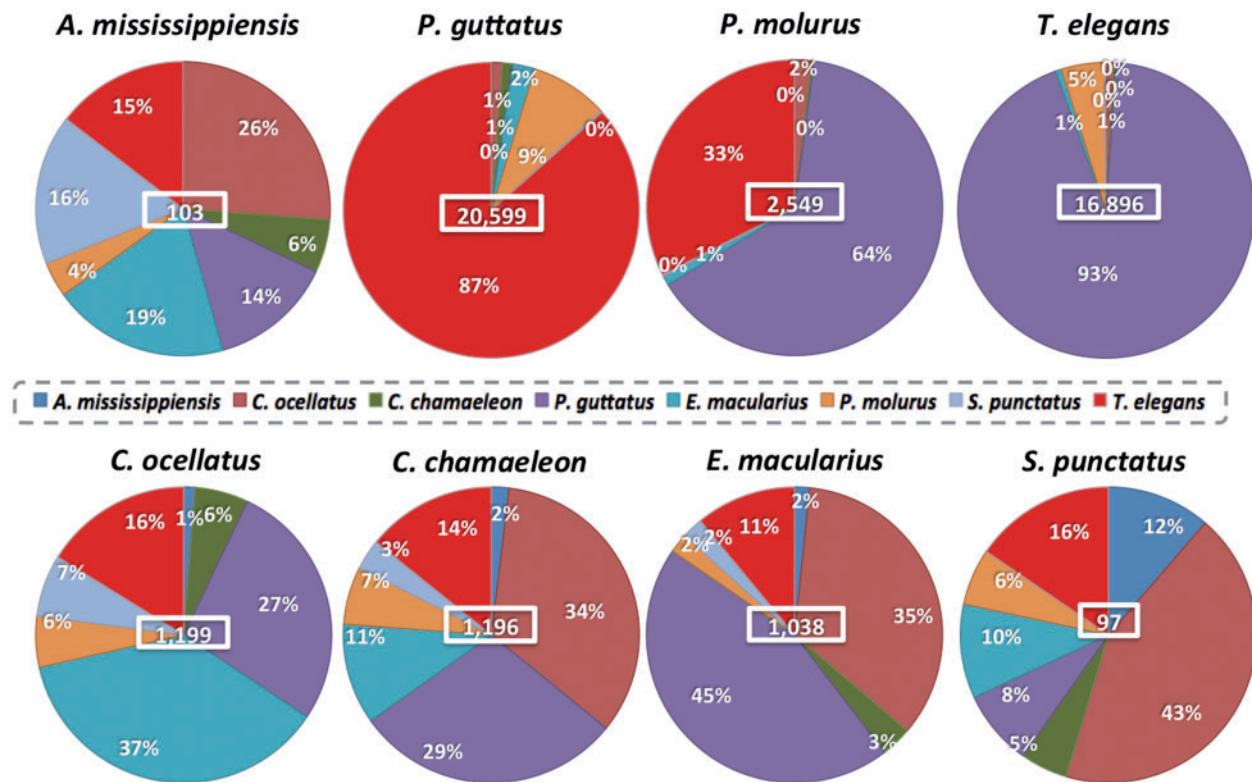 A. mississippiensis P. guttatus P. molurus T. elegans
15% 26% 6% 14% 19% 4% 16% 103
1% 1% 0% 2% 9% 0% 87% 20,599
2% 0% 0% 33% 0% 1% 64% 2,549
5% 0% 0% 0% 1% 1% 93% 16,896
A. mississippiensis C. ocellatus C. chamaeleon P. guttatus E. macularius P. molurus S. punctatus T. elegans
C. ocellatus C. chamaeleon E. macularius S. punctatus
16% 1% 6% 27% 7% 6% 37% 1,199
14% 2% 3% 7% 34% 11% 29% 1,196
11% 2% 2% 2% 35% 45% 3% 1,038
16% 12% 6% 10% 8% 5% 43% 97